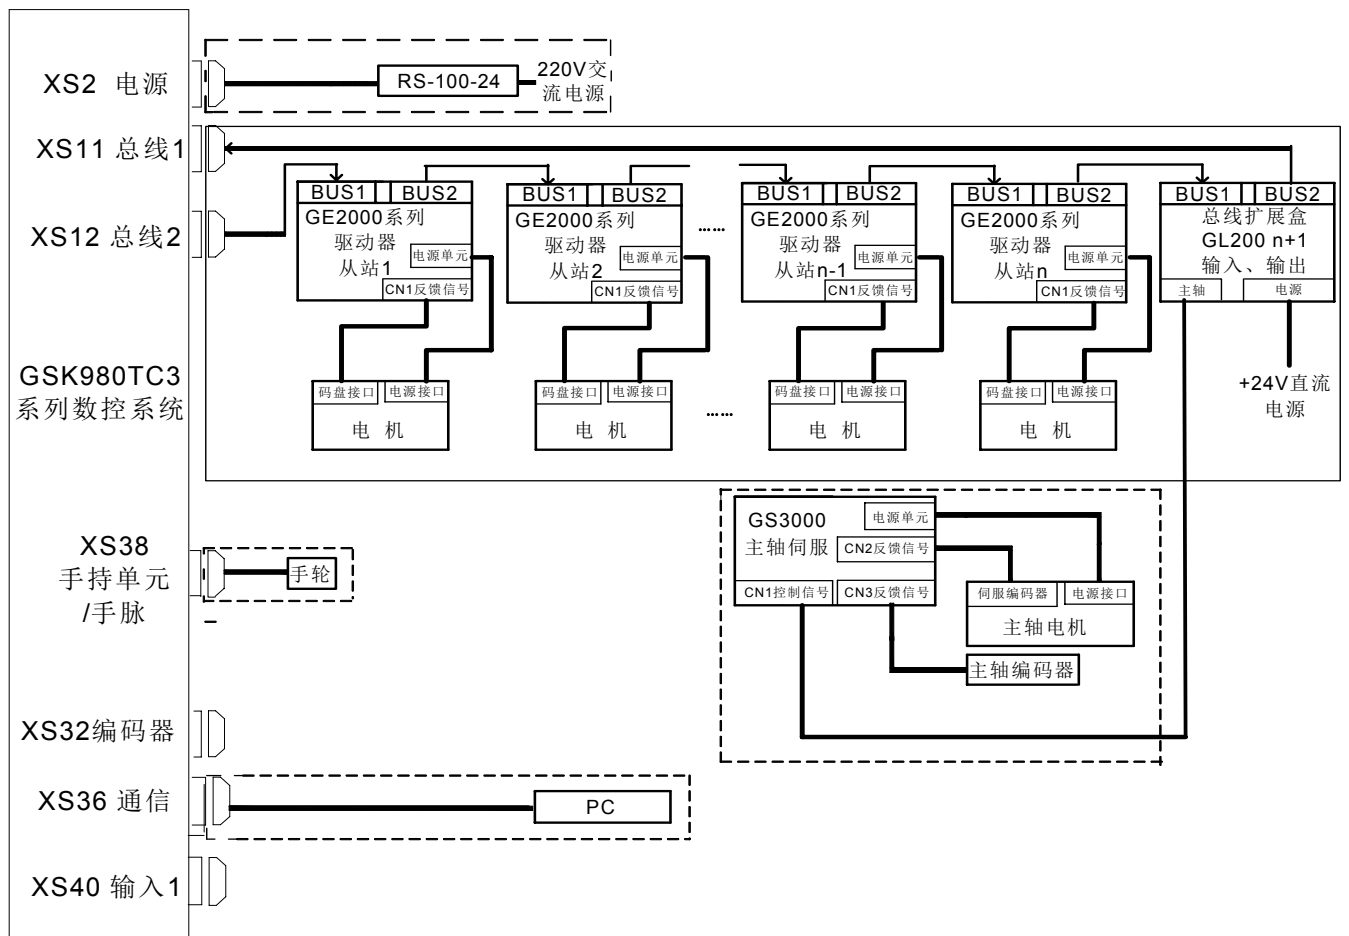 XS2 电源
RS-100-24
220V交
流电源
XS11 总线1
XS12 总线2
BUS1 BUS2
GE2000系列
驱动器
电源单元
从站1
CN1反馈信号
码盘接口 电源接口
电 机
BUS1 BUS2
GE2000系列
驱动器
电源单元
从站2
CN1反馈信号
码盘接口 电源接口
电 机
……
……
BUS1 BUS2
GE2000系列
驱动器
电源单元
从站n-1
CN1反馈信号
码盘接口 电源接口
电 机
BUS1 BUS2
GE2000系列
驱动器
电源单元
从站n
CN1反馈信号
码盘接口 电源接口
电 机
BUS1 BUS2
总线扩展盒
GL200 n+1
输入、输出
主轴 电源
+24V直流
电源
GSK980TC3
系列数控系统
GS3000
主轴伺服
电源单元
CN2反馈信号
CN1控制信号 CN3反馈信号
伺服编码器 电源接口
主轴电机
主轴编码器
XS38
手持单元
/手脉
手轮
XS32编码器
XS36 通信
PC
XS40 输入1